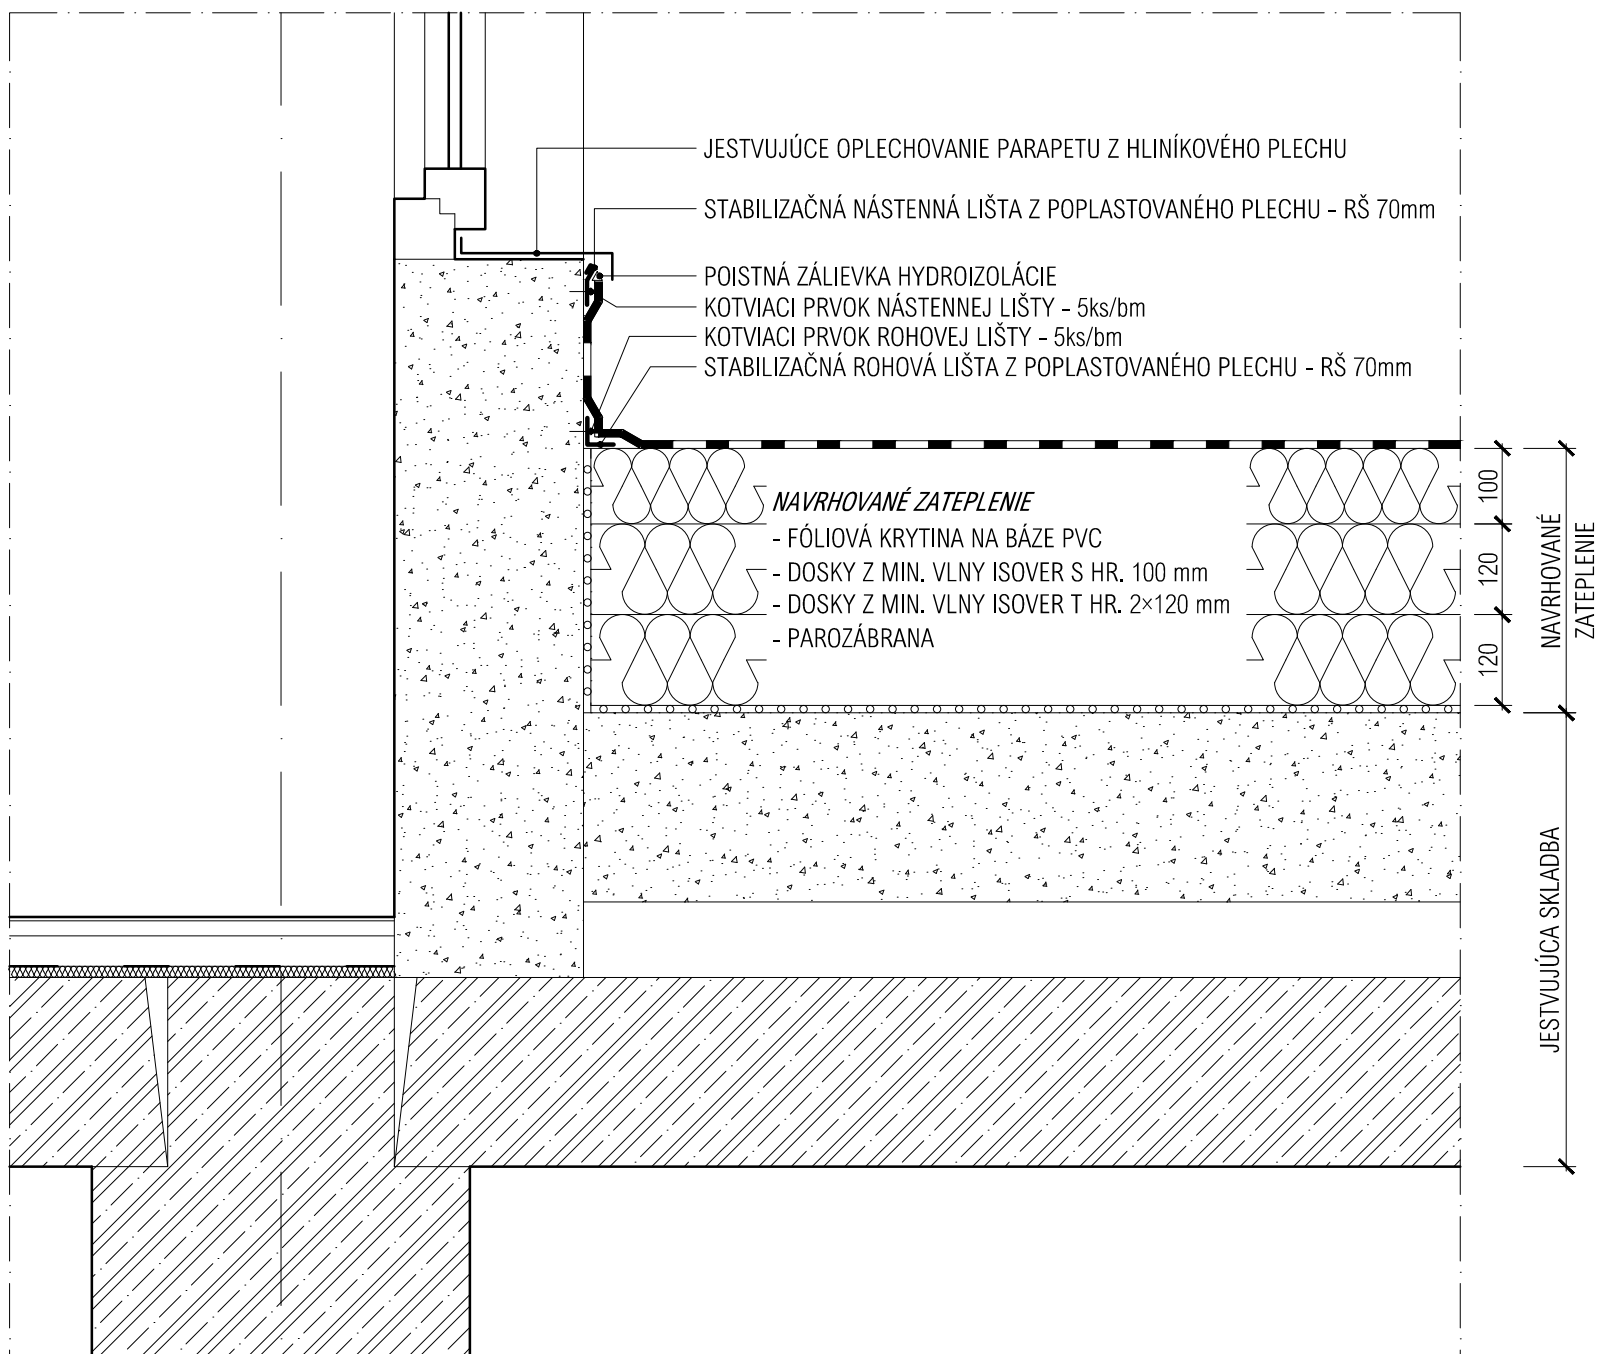 JESTVUJÚCE OPLECHOVANIE PARAPETU Z HLINÍKOVÉHO PLECHU
STABILIZAČNÁ NÁSTENNÁ LIŠTA Z POPLASTOVANÉHO PLECHU - RŠ 70mm
POISTNÁ ZÁLIEVKA HYDROIZOLÁCIE
KOTVIACI PRVOK NÁSTENNEJ LIŠTY - 5ks/bm
KOTVIACI PRVOK ROHOVEJ LIŠTY - 5ks/bm
STABILIZAČNÁ ROHOVÁ LIŠTA Z POPLASTOVANÉHO PLECHU - RŠ 70mm
NAVRHOVANÉ ZATEPLENIE
- FÓLIOVÁ KRYTINA NA BÁZE PVC
- DOSKY Z MIN. VLNY ISOVER S HR. 100 mm
- DOSKY Z MIN. VLNY ISOVER T HR. 2×120 mm
- PAROZÁBRANA
100
120
120
NAVRHOVANÉ
ZATEPLENIE
JESTVUJÚCA SKLADBA